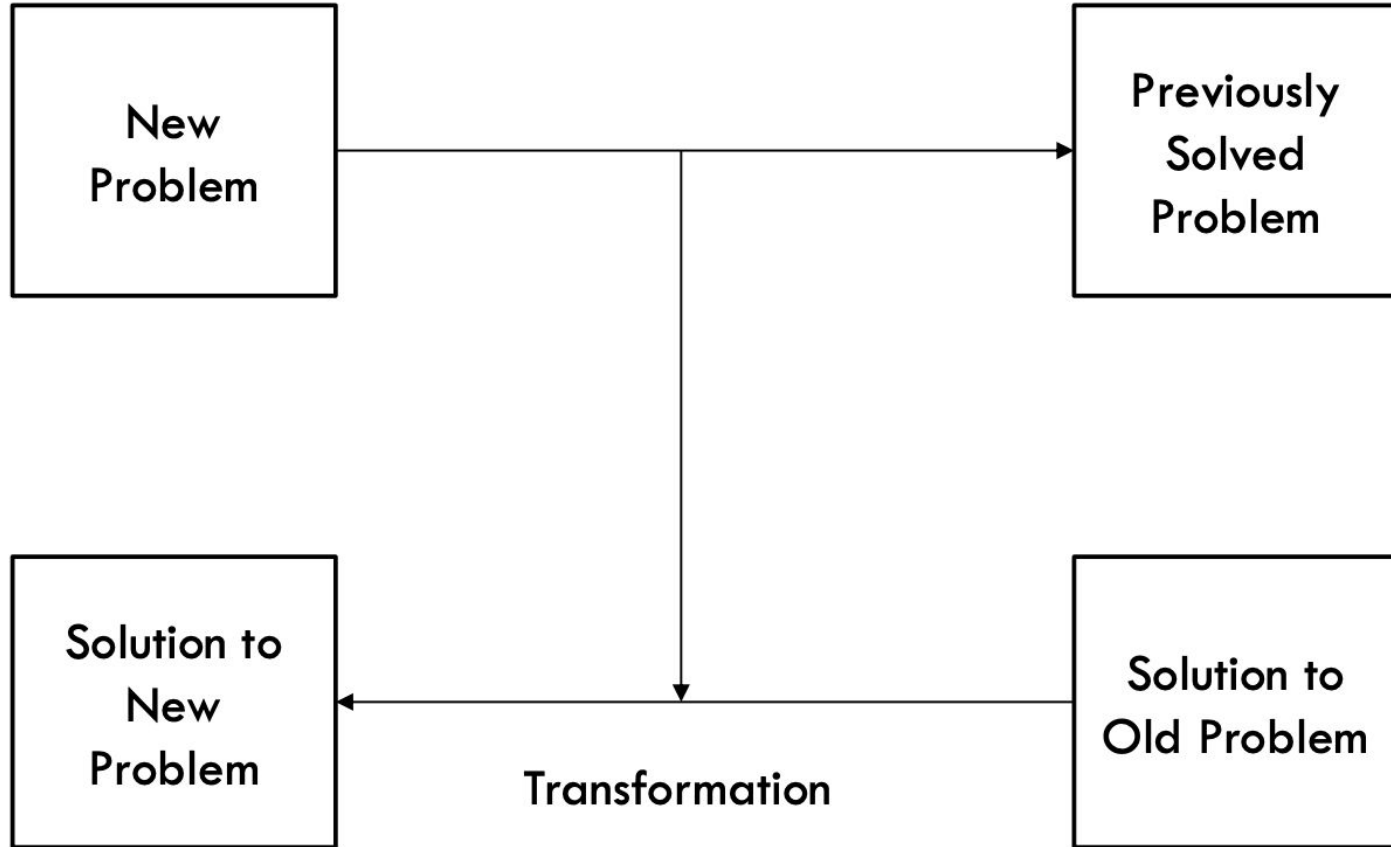 New
Problem
Previously
Solved
Problem
Solution to
New
Problem
Solution to
Old Problem
Transformation